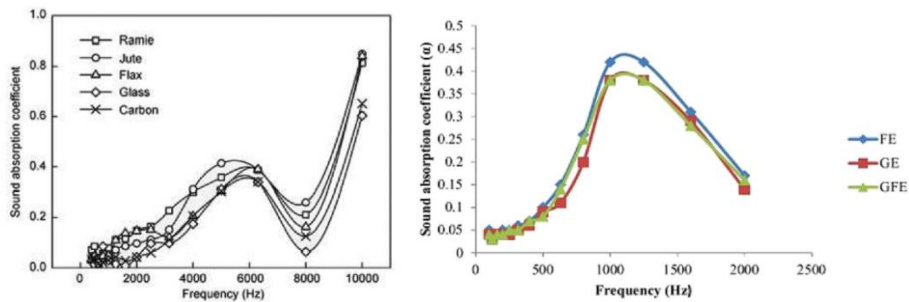 1.0
0.8
0.6
0.4
0.2
0.0
Sound absorption coefficient
Ramie
Jute
Flax
Glass
Carbon
0 2000 4000 6000 8000 10000
Frequency (Hz)
0.5
0.45
0.4
0.35
0.3
0.25
0.2
0.15
0.1
0.05
0
Sound absorption coefficient (α)
0 500 1000 1500 2000 2500
Frequency (Hz)
FE
GE
GFE